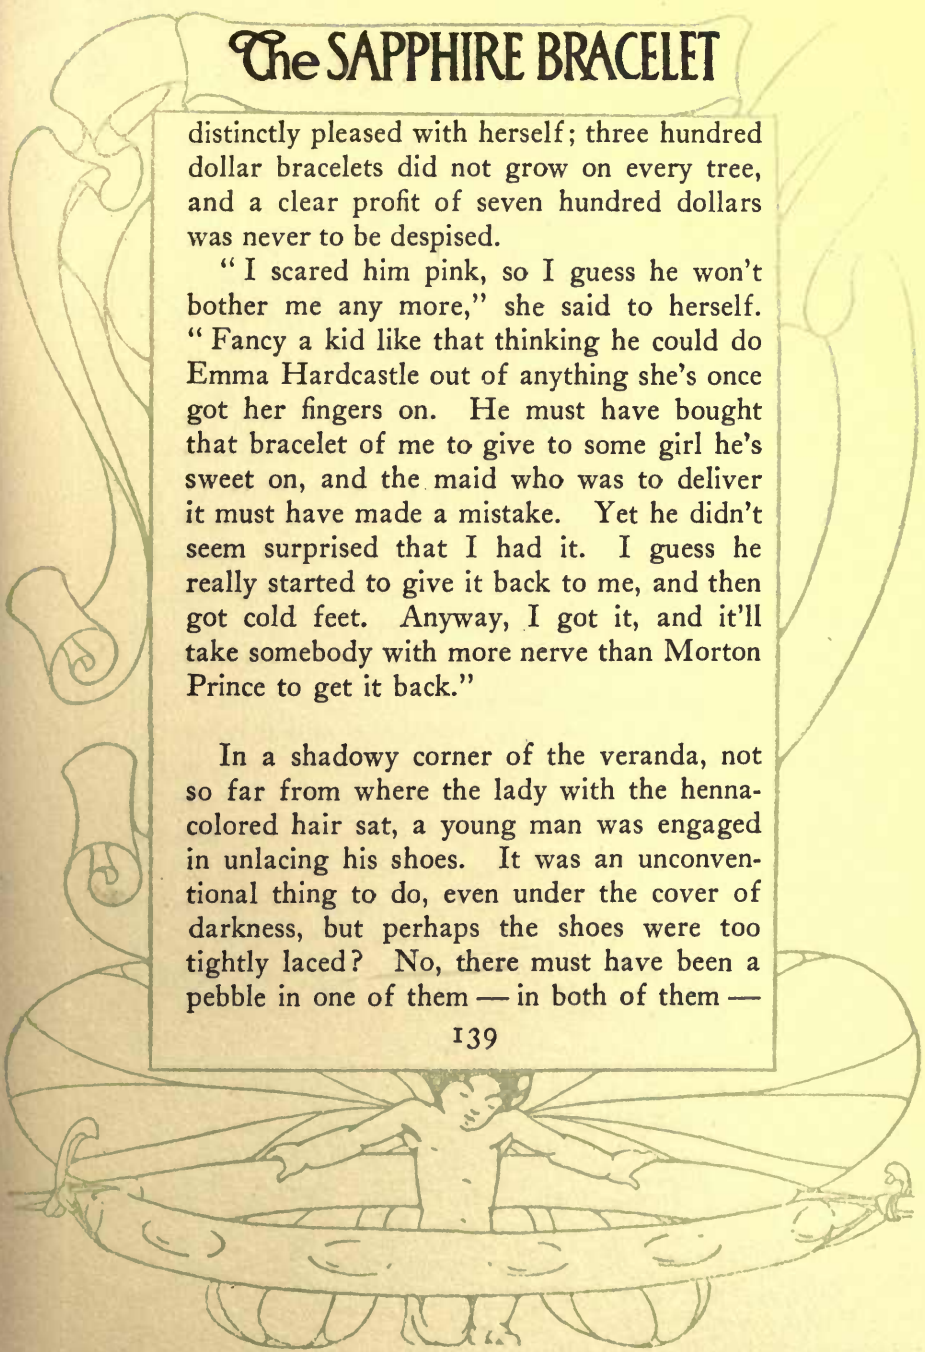 The SAPPHIRE BRACELET
distinctly pleased with herself; three hundred
dollar bracelets did not grow on every tree,
and a clear profit of seven hundred dollars
was never to be despised.
“ I scared him pink, so I guess he won’t
bother me any more,” she said to herself.
“ Fancy a kid like that thinking he could do
Emma Hardcastle out of anything she’s once
got her fingers on. He must have bought
that bracelet of me to give to some girl he’s
sweet on, and the maid who was to deliver
it must have made a mistake. Yet he didn’t
seem surprised that I had it. I guess he
really started to give it back to me, and then
got cold feet. Anyway, I got it, and it’ll
take somebody with more nerve than Morton
Prince to get it back.”
In a shadowy corner of the veranda, not
so far from where the lady with the henna-
colored hair sat, a young man was engaged
in unlacing his shoes. It was an unconven-
tional thing to do, even under the cover of
darkness, but perhaps the shoes were too
tightly laced? No, there must have been a
pebble in one of them — in both of them —
139